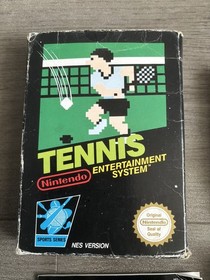 TENNIS
Nintendo
ENTERTAINMENT
SYSTEM™
SPORTS SERIES
NES VERSION
Original
Nintendo
Seal of
Quality